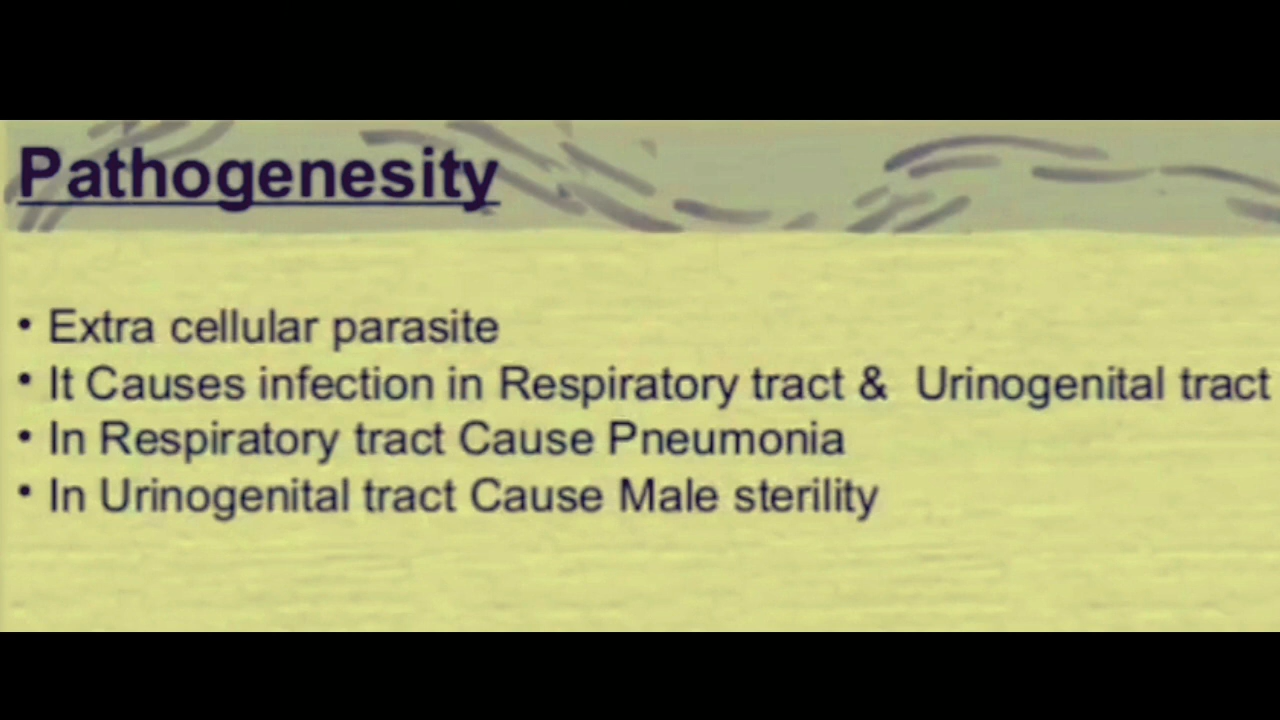 Pathogenesity
• Extra cellular parasite
• It Causes infection in Respiratory tract &  Urinogenital tract
• In Respiratory tract Cause Pneumonia
• In Urinogenital tract Cause Male sterility